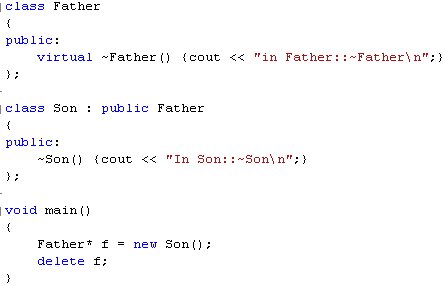 class Father
{
public:
    virtual ~Father() {cout << "in Father::~Father\n";}
};
class Son : public Father
{
public:
    ~Son() {cout << "In Son::~Son\n";}
};
void main()
{
    Father* f = new Son();
    delete f;
}